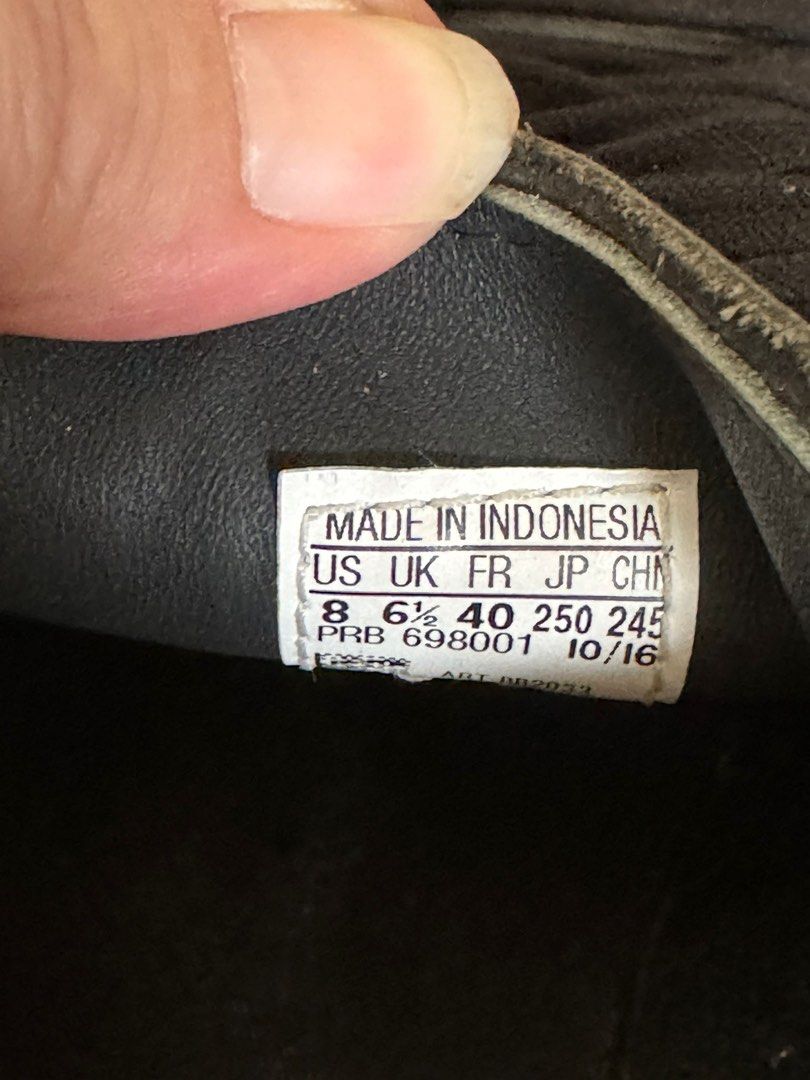 MADE IN INDONESIA
US UK FR JP CHN
8 6½ 40 250 245
PRB 698001 10/16